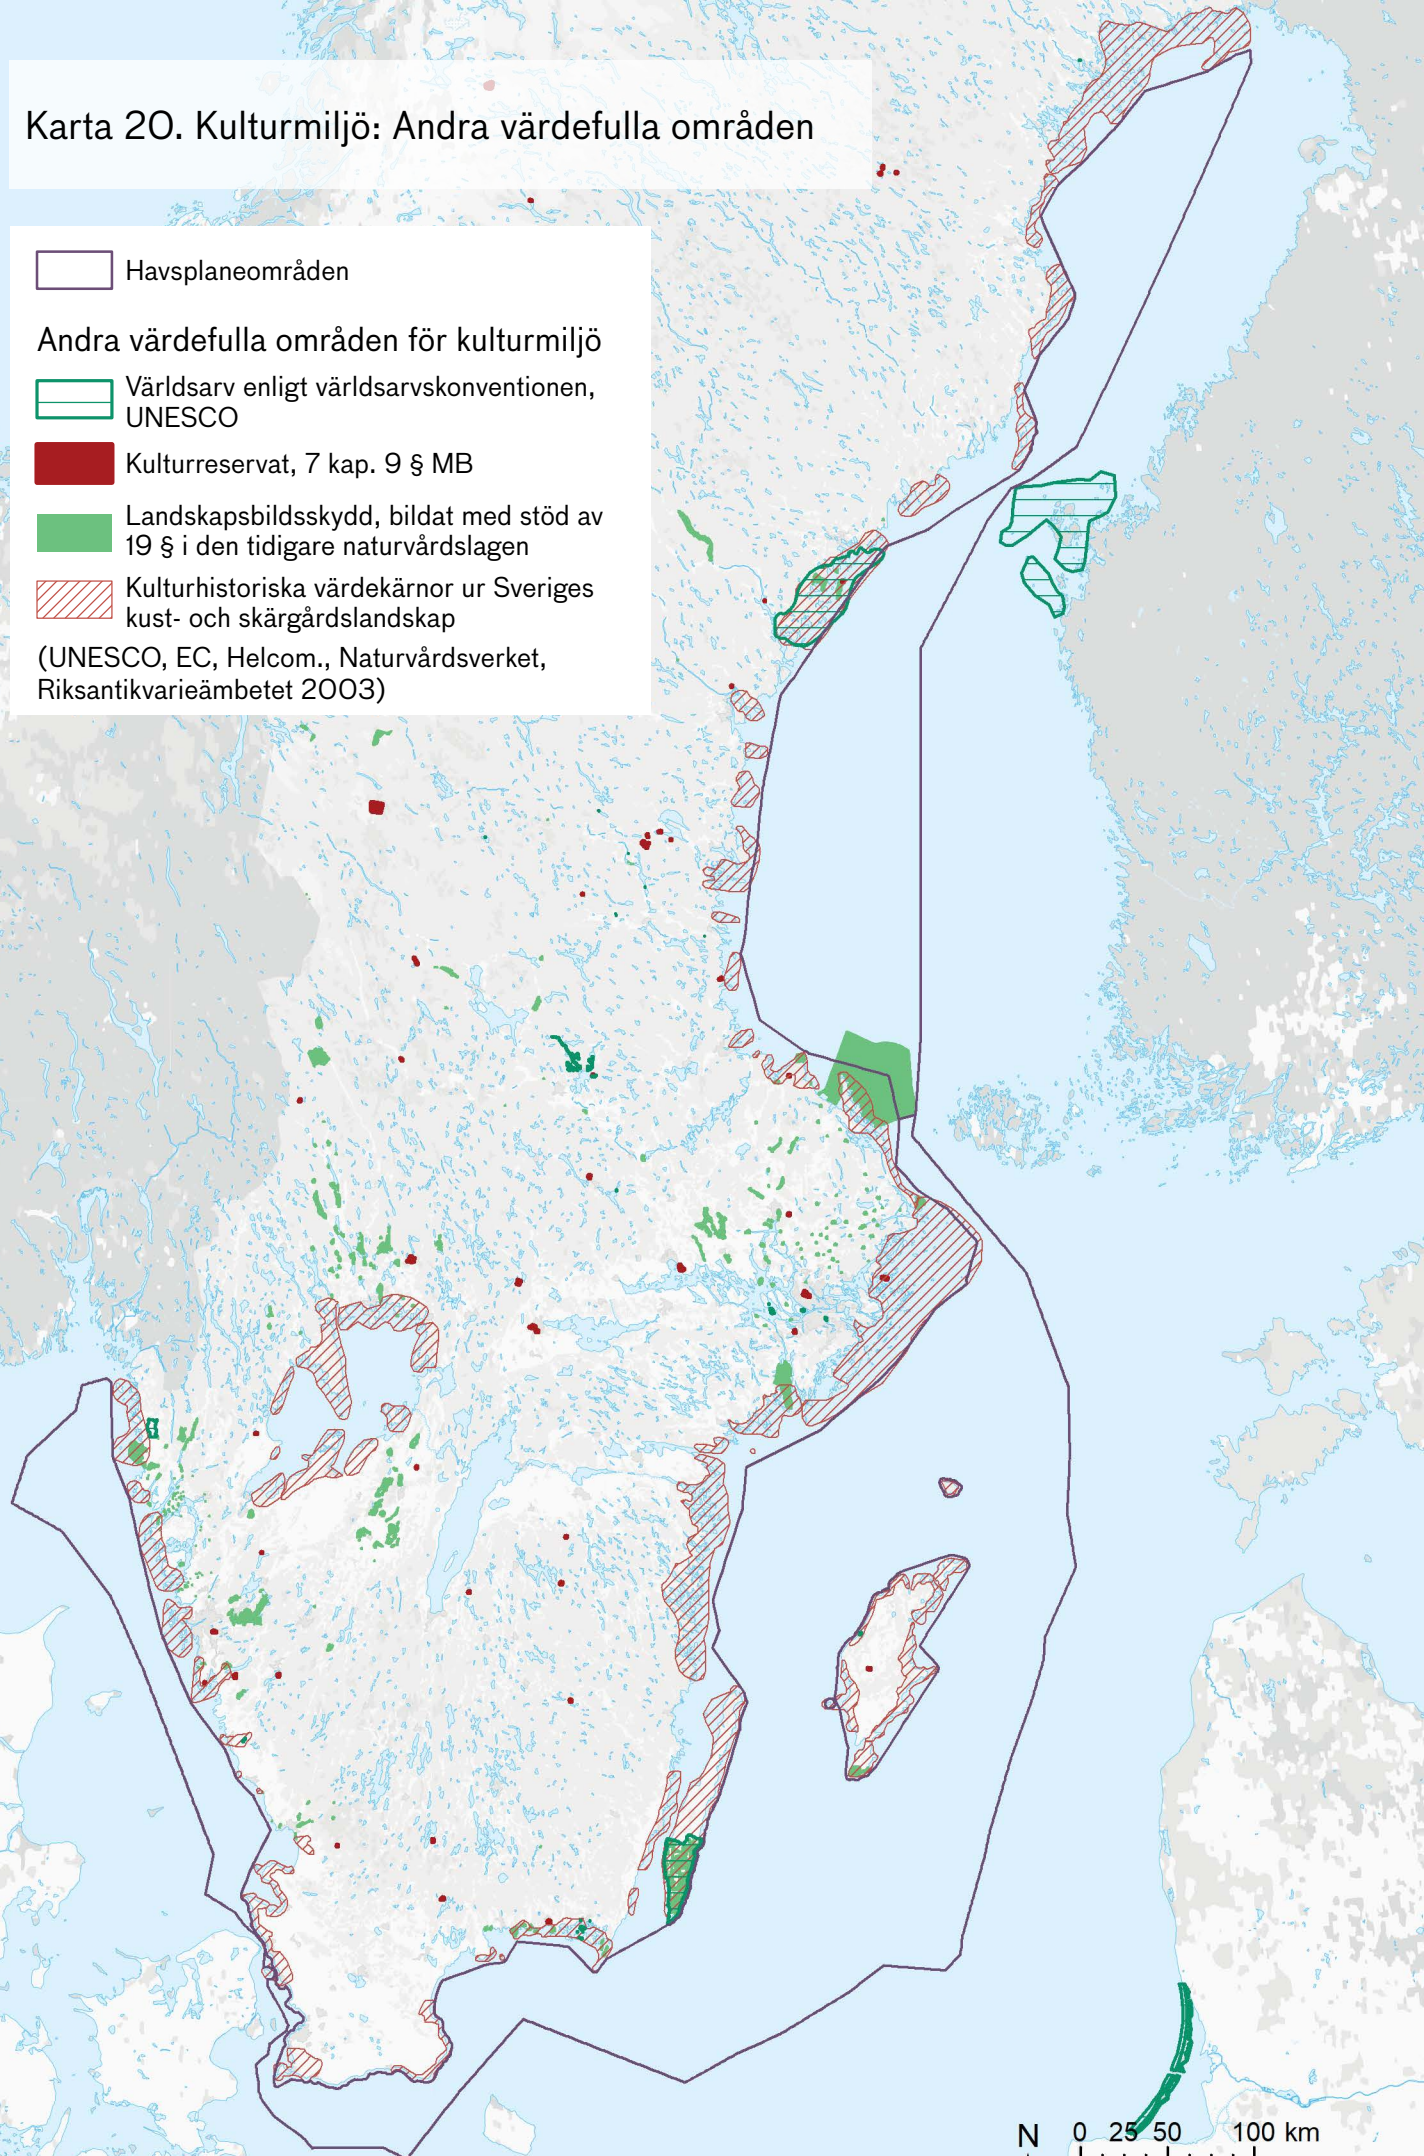 Karta 20. Kulturmiljö: Andra värdefulla områden
Havsplaneområden
Andra värdefulla områden för kulturmiljö
Världsarv enligt världsarvskonventionen,
UNESCO
Kulturreservat, 7 kap. 9 § MB
Landskapsbildsskydd, bildat med stöd av
19 § i den tidigare naturvårdslagen
Kulturhistoriska värdekärnor ur Sveriges
kust- och skärgårdslandskap
(UNESCO, EC, Helcom., Naturvårdsverket,
Riksantikvarieämbetet 2003)
N 0 25 50 100 km